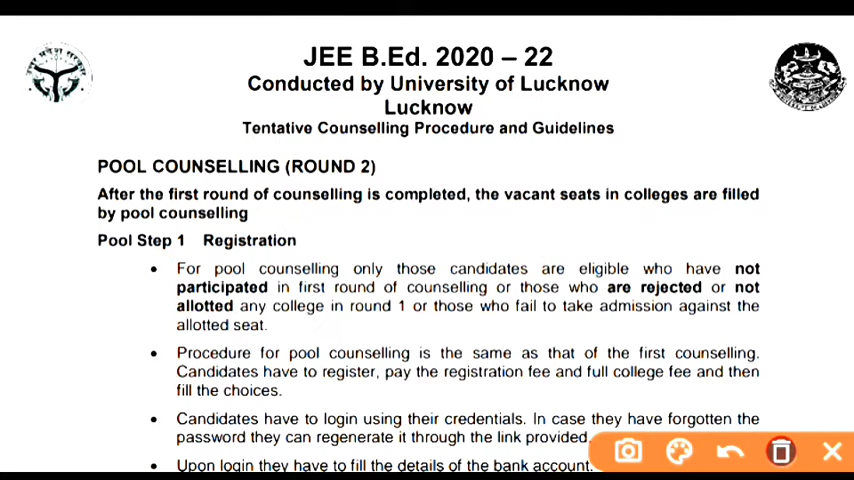 JEE B.Ed. 2020 – 22
Conducted by University of Lucknow
Lucknow
Tentative Counselling Procedure and Guidelines
POOL COUNSELLING (ROUND 2)
After the first round of counselling is completed, the vacant seats in colleges are filled
by pool counselling
Pool Step 1 Registration
• For pool counselling only those candidates are eligible who have not
participated in first round of counselling or those who are rejected or not
allotted any college in round 1 or those who fail to take admission against the
allotted seat.
• Procedure for pool counselling is the same as that of the first counselling.
Candidates have to register, pay the registration fee and full college fee and then
fill the choices.
• Candidates have to login using their credentials. In case they have forgotten the
password they can regenerate it through the link provided.
• Upon login they have to fill the details of the bank account.